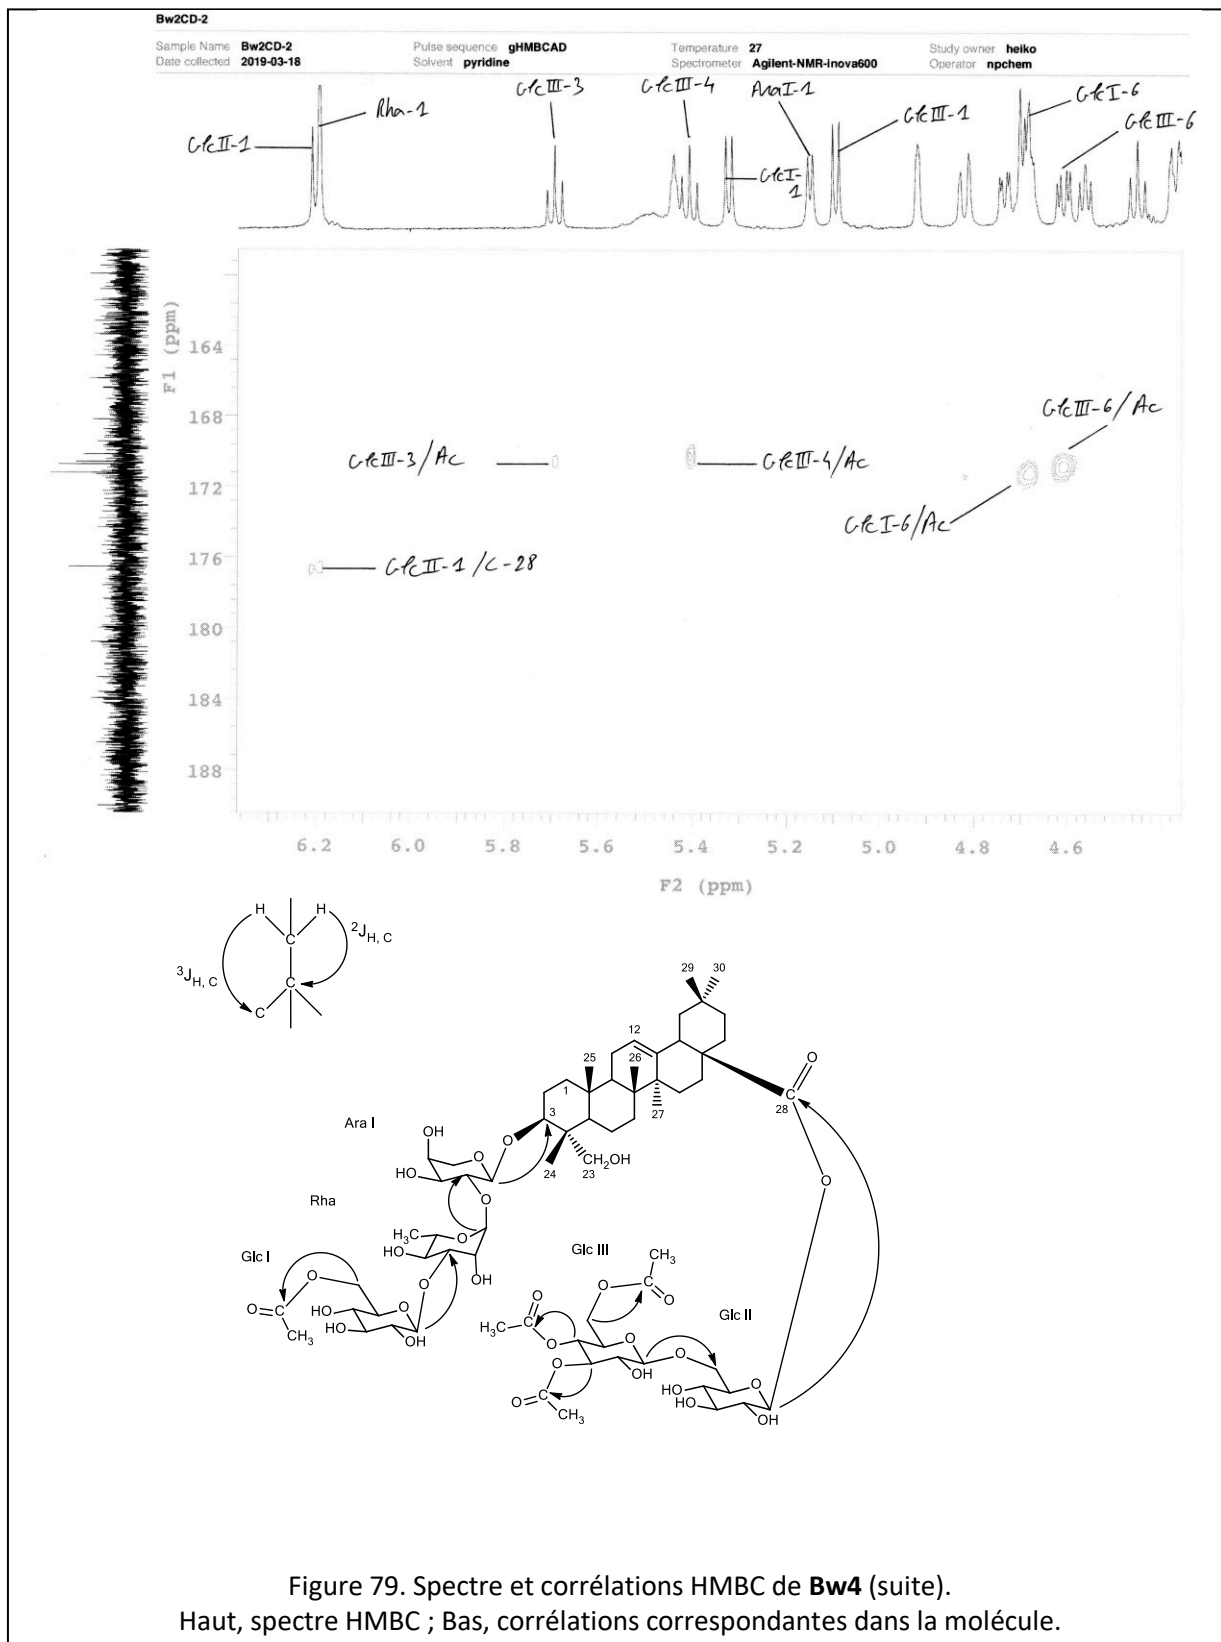 Bw2CD-2
Sample Name Bw2CD-2 Pulse sequence gHMBCAD Temperature 27 Study owner heiko
Date collected 2019-03-18 Solvent pyridine Spectrometer Agilent-NMR-inova600 Operator npchem
GlcII-1
Rha-1
GlcIII-3
GlcIII-4
AraI-1
GlcI-1
GlcIII-1
GlcI-6
GlcIII-6
F1 (ppm)
164
168
172
176
180
184
188
GlcIII-3/Ac
GlcIII-4/Ac
GlcIII-6/Ac
GlcI-6/Ac
GlcII-1/C-28
6.2 6.0 5.8 5.6 5.4 5.2 5.0 4.8 4.6
F2 (ppm)
H H
2JH, C
C
3JH, C
C
C
29 30
12
25 26
O
1
C
28
27
Ara I
3
OH
O
O
HO
24
CH2OH
23
O
O
Rha
H3C
O
HO
OH
Glc I
O
O
C
O
CH3
HO
HO
O
OH
Glc III
CH3
O
C
O
O
C
H3C
O
O
O
O
OH
O
C
CH3
Glc II
O
HO
HO
O
OH
Figure 79. Spectre et corrélations HMBC de Bw4 (suite).
Haut, spectre HMBC ; Bas, corrélations correspondantes dans la molécule.